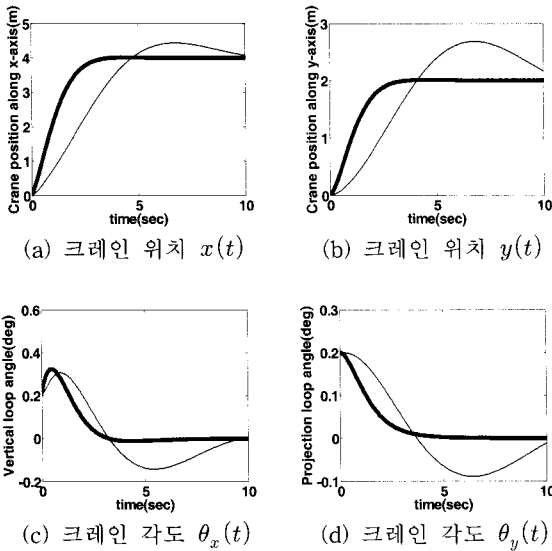 Crane position along x-axis(m)
5
4
3
2
1
0
0
5
10
time(sec)
(a) 크레인 위치 x(t)
Crane position along y-axis(m)
3
2
1
0
0
5
10
time(sec)
(b) 크레인 위치 y(t)
Vertical loop angle(deg)
0.6
0.4
0.2
0
-0.2
0
5
10
time(sec)
(c) 크레인 각도 θx(t)
Projection loop angle(deg)
0.3
0.2
0.1
0
-0.1
0
5
10
time(sec)
(d) 크레인 각도 θy(t)